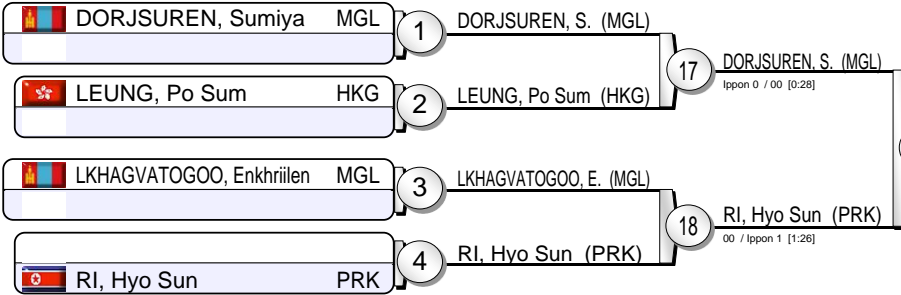 DORJSUREN, Sumiya MGL
1
DORJSUREN, S. (MGL)
17
DORJSUREN, S. (MGL)
Ippon 0 / 00 [0:28]
LEUNG, Po Sum HKG
2
LEUNG, Po Sum (HKG)
LKHAGVATOGOO, Enkhriilen MGL
3
LKHAGVATOGOO, E. (MGL)
18
RI, Hyo Sun (PRK)
00 / Ippon 1 [1:26]
4
RI, Hyo Sun (PRK)
RI, Hyo Sun PRK